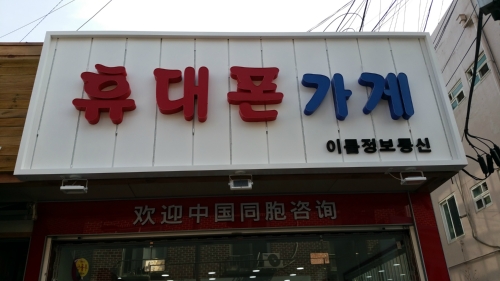 휴대폰가게
이룸정보통신
欢迎中国同胞咨询